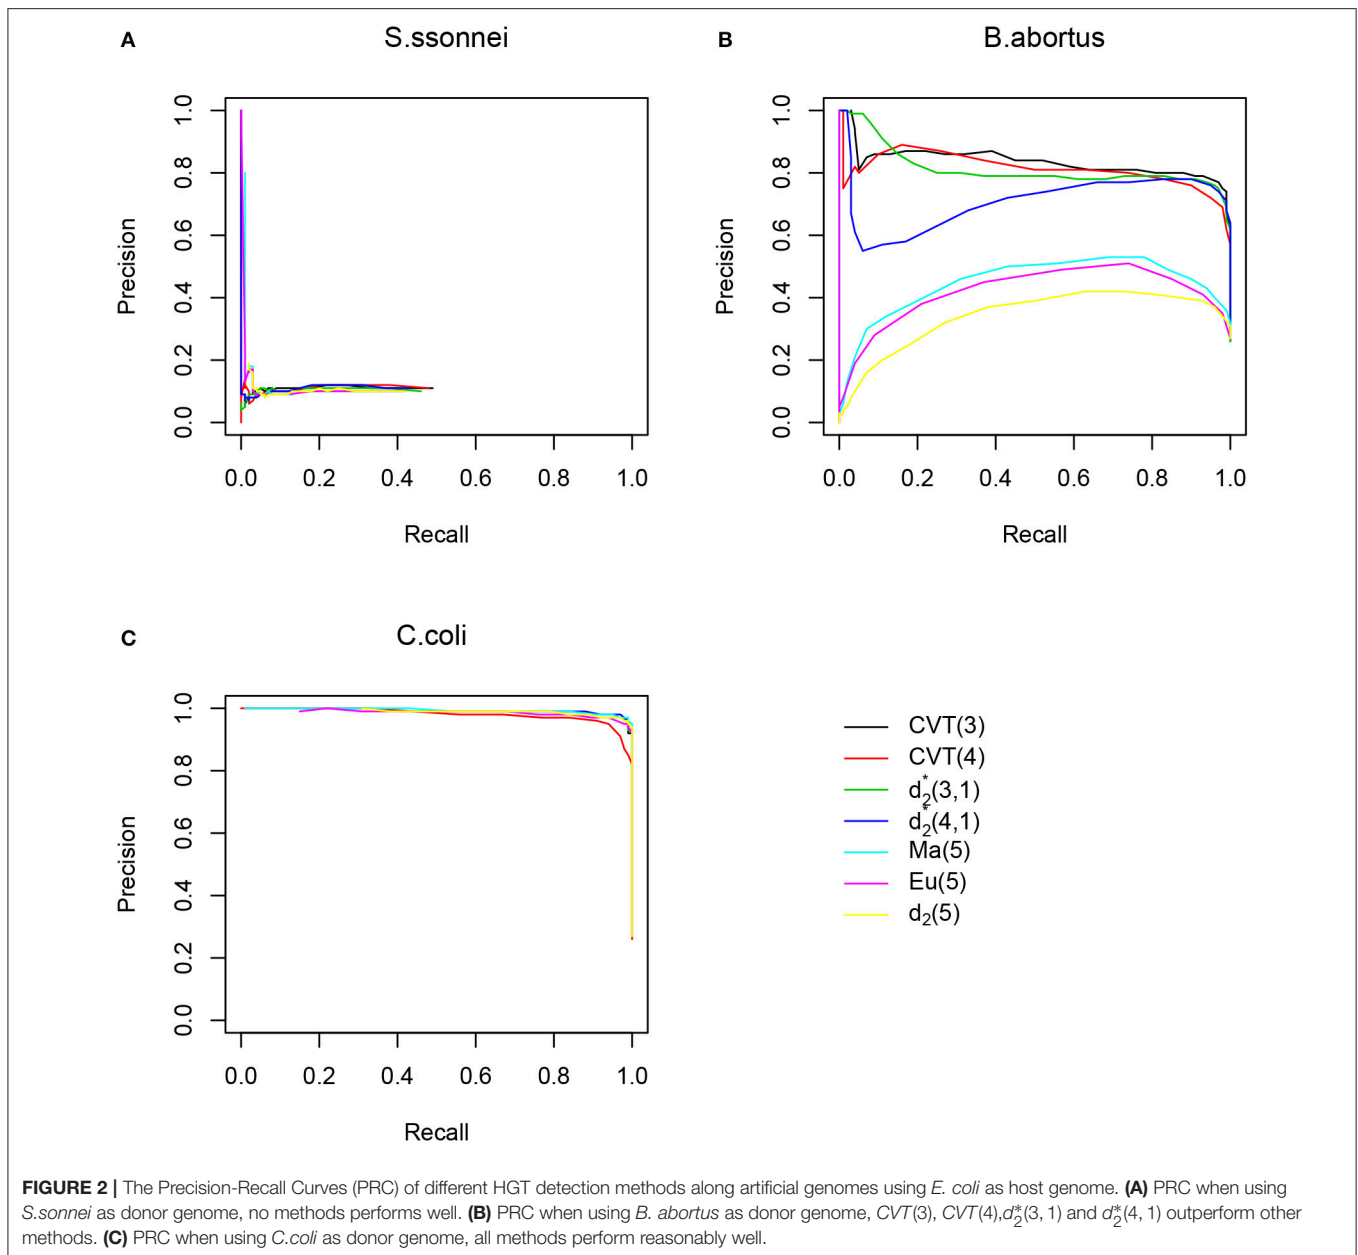 A
S.ssonnei
B
B.abortus
Precision
1.0
0.8
0.6
0.4
0.2
0.0
0.0 0.2 0.4 0.6 0.8 1.0
Recall
Precision
1.0
0.8
0.6
0.4
0.2
0.0
0.0 0.2 0.4 0.6 0.8 1.0
Recall
C
C.coli
Precision
1.0
0.8
0.6
0.4
0.2
0.0
0.0 0.2 0.4 0.6 0.8 1.0
Recall
CVT(3)
CVT(4)
d₂*(3,1)
d₂*(4,1)
Ma(5)
Eu(5)
d₂(5)
FIGURE 2 | The Precision-Recall Curves (PRC) of different HGT detection methods along artificial genomes using E. coli as host genome. (A) PRC when using
S.sonnei as donor genome, no methods performs well. (B) PRC when using B. abortus as donor genome, CVT(3), CVT(4),d₂*(3, 1) and d₂*(4, 1) outperform other
methods. (C) PRC when using C.coli as donor genome, all methods perform reasonably well.